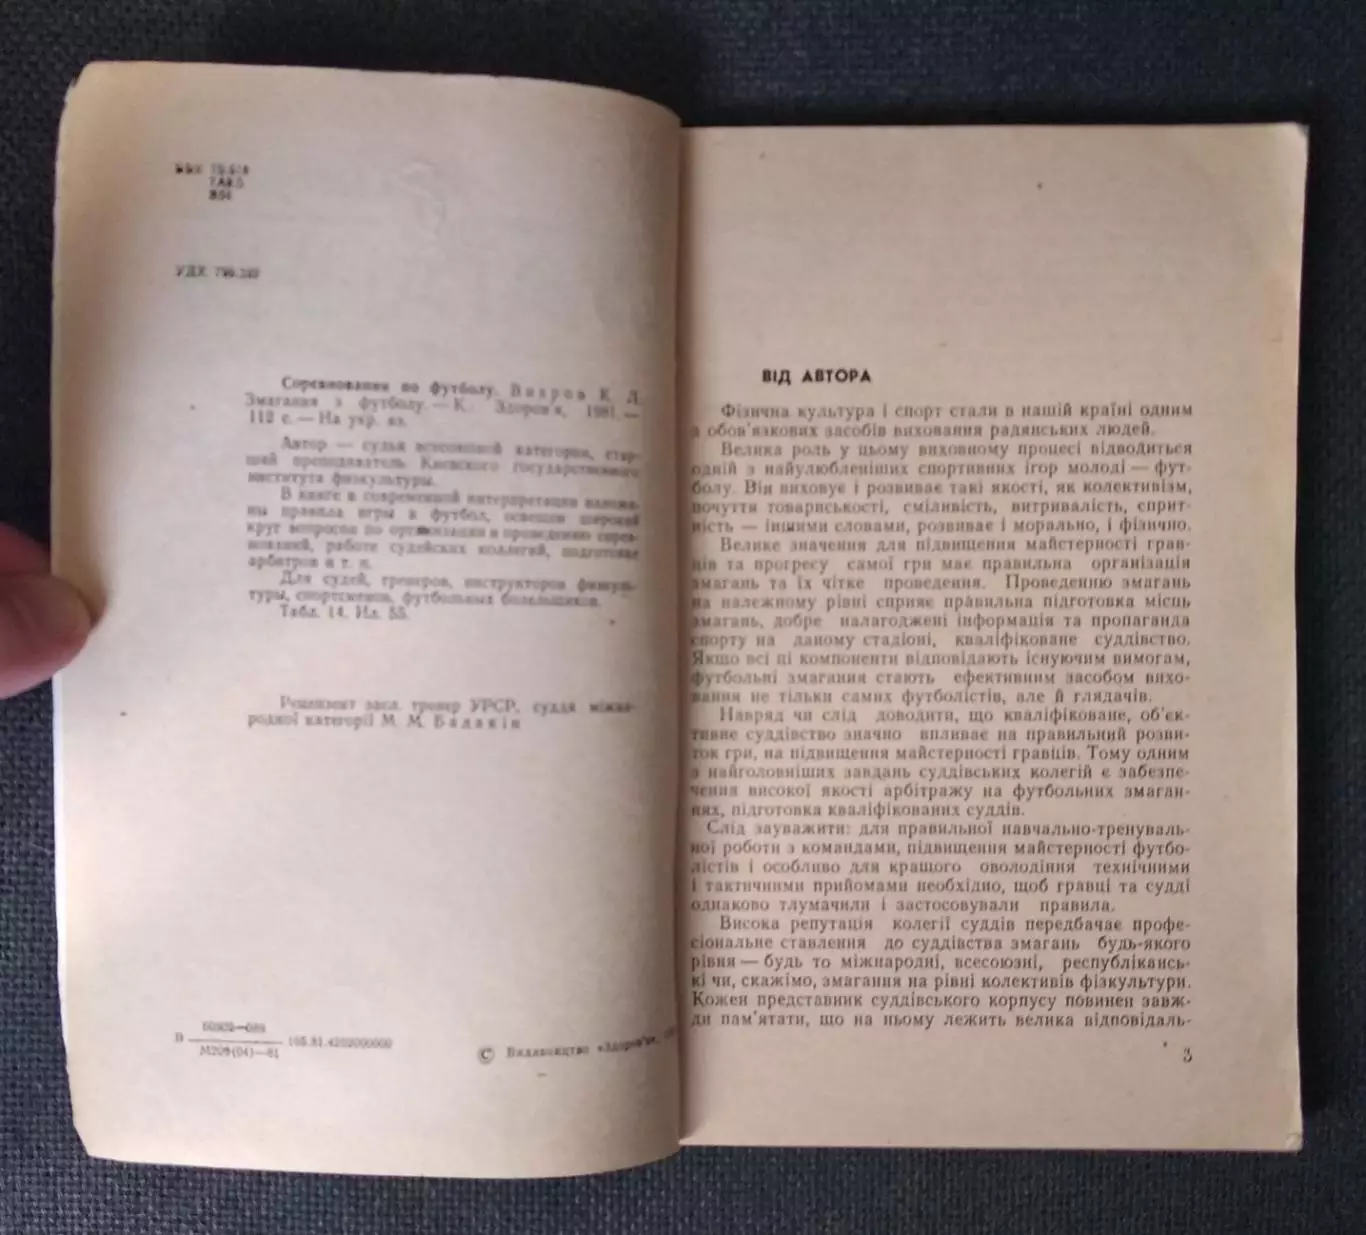 ББК 75.578
7А8.5
В54
УДК 796.332
Соревнования по футболу. Вихров К. Л.
Змагання з футболу. — К.: Здоров'я, 1981. —
112 с. — На укр. яз.
Автор — судья всесоюзной категории, стар-
ший преподаватель Киевского государственного
института физкультуры.
В книге в современной интерпретации изложе-
ны правила игры в футбол, освещен широкий
круг вопросов по организации и проведению сорев-
нований, работе судейских коллегий, подготовке
арбитров и т. п.
Для судей, тренеров, инструкторов физкуль-
туры, спортсменов, футбольных болельщиков.
Табл. 14. Ил. 55.
Рецензент засл. тренер УРСР, суддя міжна-
родної категорії М. М. Балакін
В
60902—089
М209(04)—81
105.81.4202000000
© Видавництво «Здоров'я»,
ВІД АВТОРА
Фізична культура і спорт стали в нашій країні одним
з обов'язкових засобів виховання радянських людей.
Велика роль у цьому виховному процесі відводиться
одній з найулюбленіших спортивних ігор молоді — фут-
болу. Він виховує і розвиває такі якості, як колективізм,
почуття товариськості, сміливість, витривалість, сприт-
ність — іншими словами, розвиває і морально, і фізично.
Велике значення для підвищення майстерності грав-
ців та прогресу самої гри має правильна організація
змагань та їх чітке проведення. Проведенню змагань
на належному рівні сприяє правильна підготовка місць
змагань, добре налагоджені інформація та пропаганда
спорту на даному стадіоні, кваліфіковане суддівство.
Якщо всі ці компоненти відповідають існуючим вимогам,
футбольні змагання стають ефективним засобом вихо-
вання не тільки самих футболістів, але й глядачів.
Навряд чи слід доводити, що кваліфіковане, об'єк-
тивне суддівство значно впливає на правильний розви-
ток гри, на підвищення майстерності гравців. Тому одним
з найголовніших завдань суддівських колегій є забезпе-
чення високої якості арбітражу на футбольних змаган-
нях, підготовка кваліфікованих суддів.
Слід зауважити: для правильної навчально-тренуваль-
ної роботи з командами, підвищення майстерності футбо-
лістів і особливо для кращого оволодіння технічними
і тактичними прийомами необхідно, щоб гравці та судді
однаково тлумачили і застосовували правила.
Висока репутація колегії суддів передбачає профе-
сіональне ставлення до суддівства змагань будь-якого
рівня — будь то міжнародні, всесоюзні, республікансь-
кі чи, скажімо, змагання на рівні колективів фізкультури.
Кожен представник суддівського корпусу повинен завж-
ди пам'ятати, що на ньому лежить велика відповідаль-
3